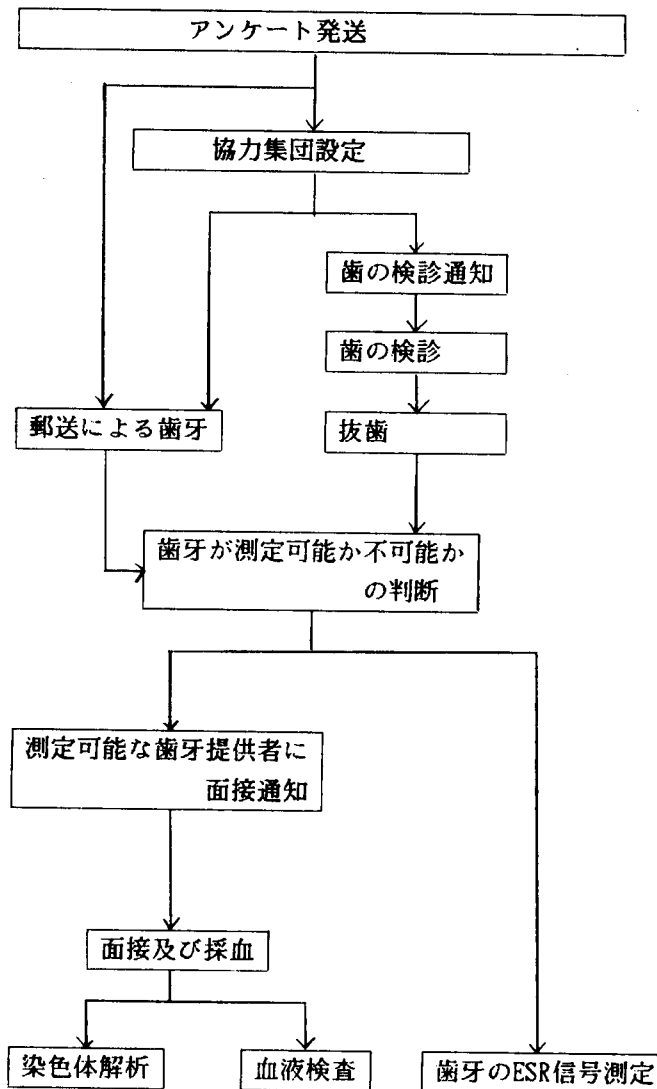 アンケート発送
協力集団設定
歯の検診通知
歯の検診
郵送による歯牙
抜歯
歯牙が測定可能か不可能か
の判断
測定可能な歯牙提供者に
面接通知
面接及び採血
染色体解析
血液検査
歯牙のESR信号測定